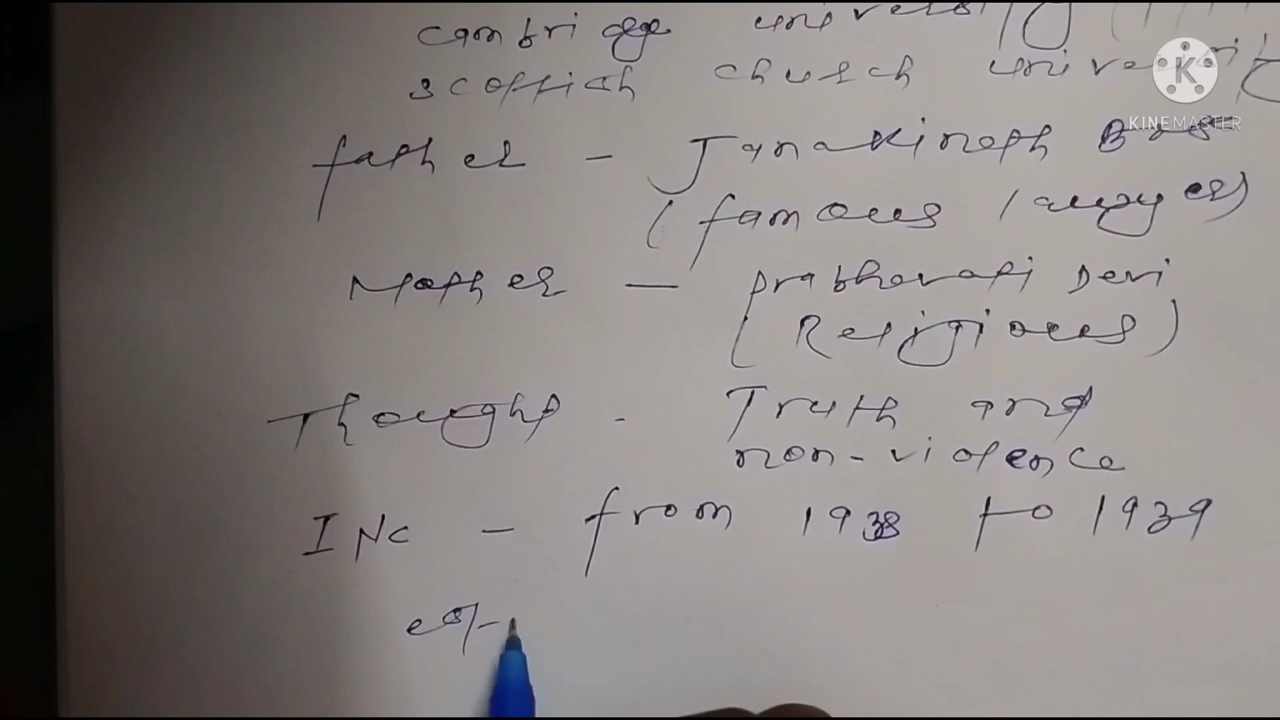 cambridge university
scottish church university
father - Janakinath Bose
(famous lawyer)
Mother - prabhavati Devi
(Religious)
Thought - Truth and
non-violence
INC - from 1938 to 1939
K
KINEMASTER